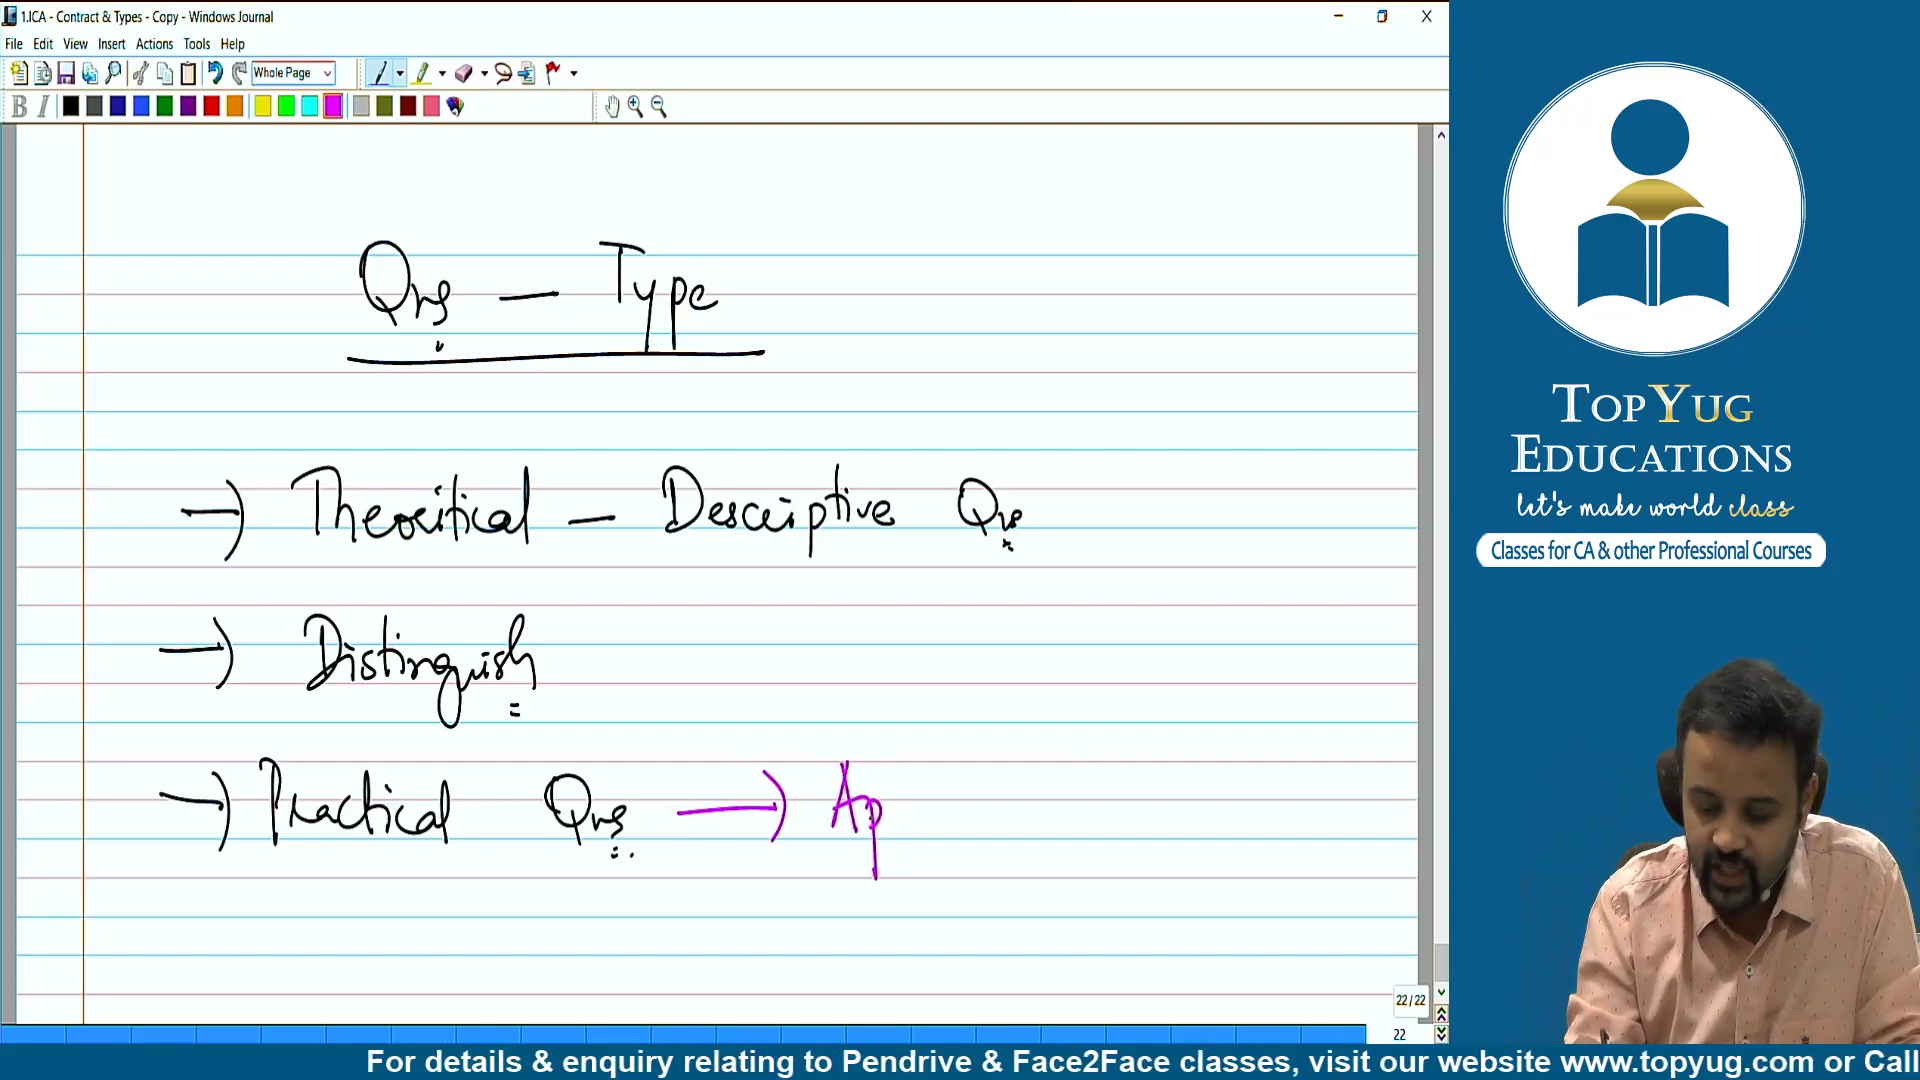 1.ICA - Contract & Types - Copy - Windows Journal
File Edit View Insert Actions Tools Help
Whole Page
B I
Qns — Type
→ Theoritical — Descriptive Qns
→ Distinguish
→ Practical Qns → Ap
22 / 22
22
TOPYUG
EDUCATIONS
let's make world class
Classes for CA & other Professional Courses
For details & enquiry relating to Pendrive & Face2Face classes, visit our website www.topyug.com or Call